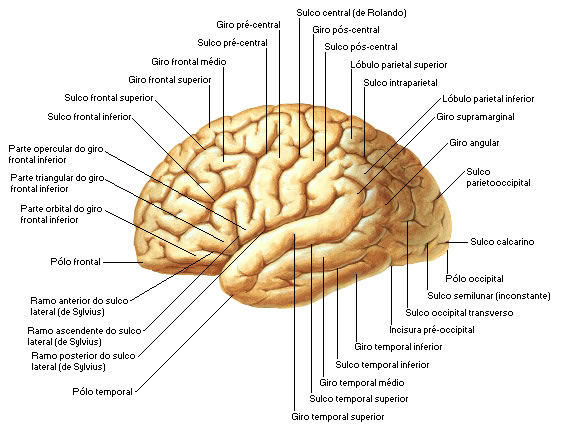 Sulco central (de Rolando)
Giro pré-central
Giro pós-central
Sulco pré-central
Sulco pós-central
Giro frontal médio
Lóbulo parietal superior
Giro frontal superior
Sulco intraparietal
Sulco frontal superior
Lóbulo parietal inferior
Sulco frontal inferior
Giro supramarginal
Giro angular
Parte opercular do giro
frontal inferior
Parte triangular do giro
frontal inferior
Sulco
parietooccipital
Parte orbital do giro
frontal inferior
Sulco calcarino
Pólo frontal
Pólo occipital
Ramo anterior do sulco
lateral (de Sylvius)
Sulco semilunar (inconstante)
Sulco occipital transverso
Ramo ascendente do sulco
lateral (de Sylvius)
Incisura pré-occipital
Giro temporal inferior
Ramo posterior do sulco
lateral (de Sylvius)
Sulco temporal inferior
Giro temporal médio
Pólo temporal
Sulco temporal superior
Giro temporal superior